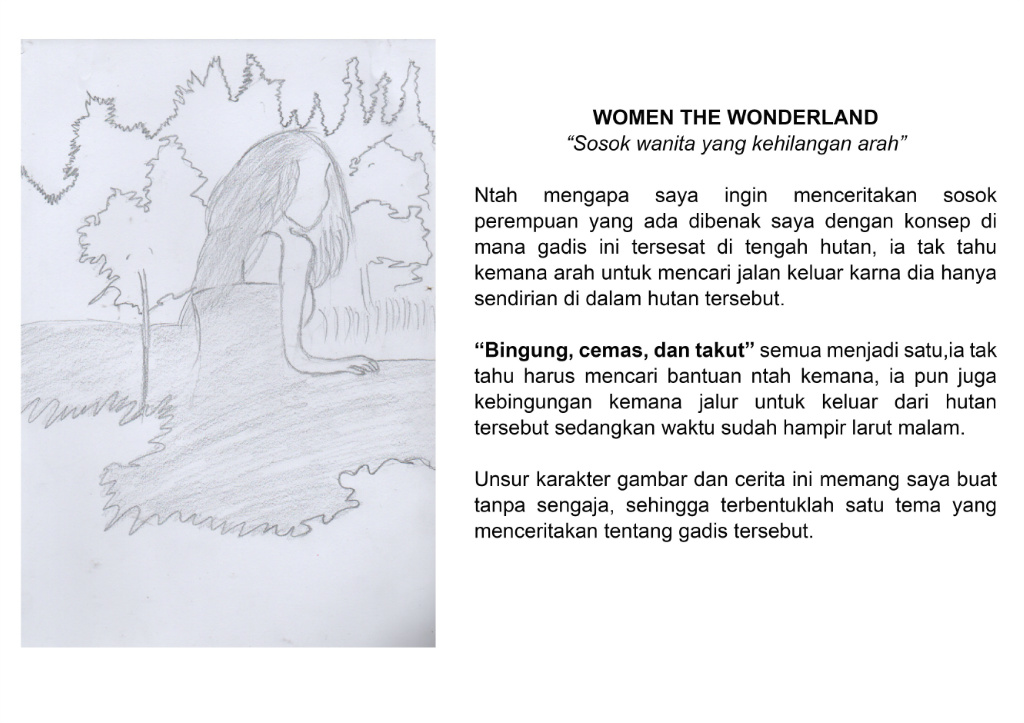 WOMEN THE WONDERLAND
“Sosok wanita yang kehilangan arah”
Ntah mengapa saya ingin menceritakan sosok
perempuan yang ada dibenak saya dengan konsep di
mana gadis ini tersesat di tengah hutan, ia tak tahu
kemana arah untuk mencari jalan keluar karna dia hanya
sendirian di dalam hutan tersebut.
“Bingung, cemas, dan takut” semua menjadi satu,ia tak
tahu harus mencari bantuan ntah kemana, ia pun juga
kebingungan kemana jalur untuk keluar dari hutan
tersebut sedangkan waktu sudah hampir larut malam.
Unsur karakter gambar dan cerita ini memang saya buat
tanpa sengaja, sehingga terbentuklah satu tema yang
menceritakan tentang gadis tersebut.